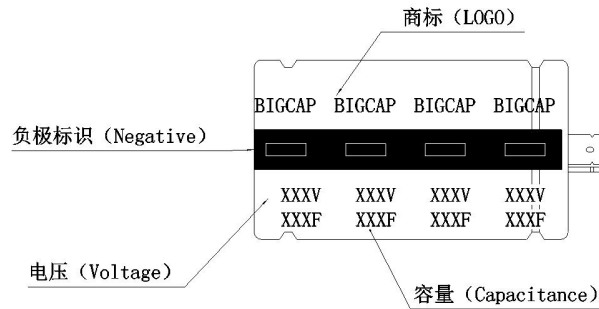 商标（LOGO）
BIGCAP BIGCAP BIGCAP BIGCAP
负极标识（Negative）
XXXV XXXV XXXV XXXV
XXXF XXXF XXXF XXXF
电压（Voltage）
容量（Capacitance）